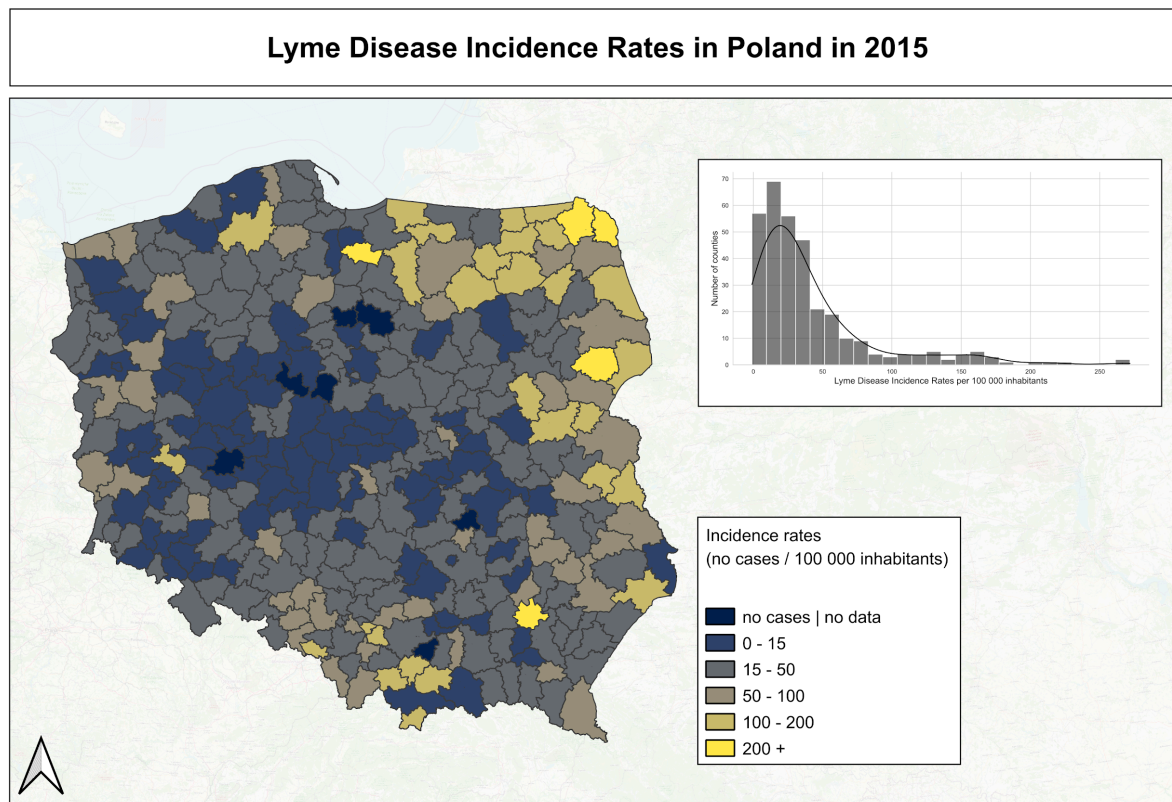 Lyme Disease Incidence Rates in Poland in 2015
70
60
50
40
30
20
10
0
Number of counties
0 50 100 150 200 250
Lyme Disease Incidence Rates per 100 000 inhabitants
Incidence rates
(no cases / 100 000 inhabitants)
no cases | no data
0 - 15
15 - 50
50 - 100
100 - 200
200 +